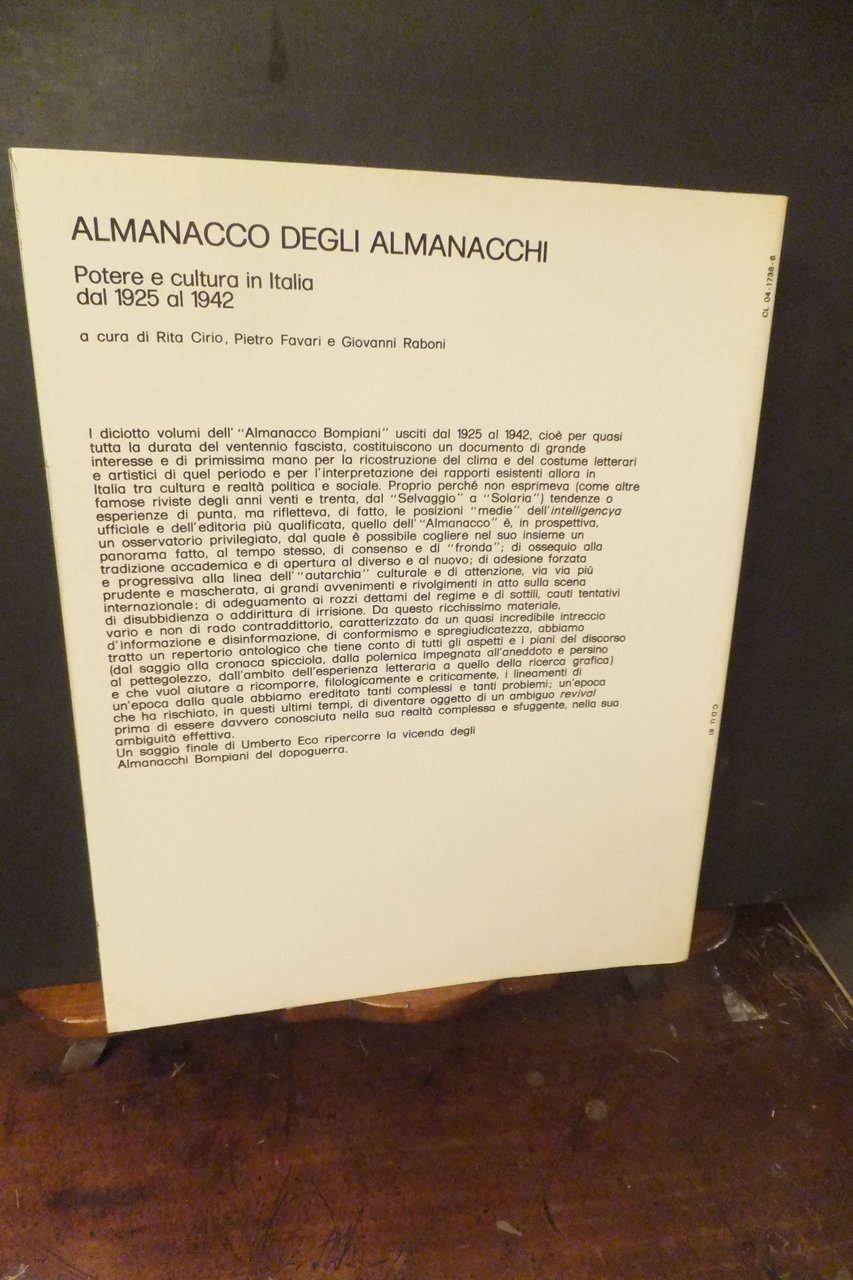 ALMANACCO DEGLI ALMANACCHI
Potere e cultura in Italia
dal 1925 al 1942
a cura di Rita Cirio, Pietro Favari e Giovanni Raboni
I diciotto volumi dell'"Almanacco Bompiani" usciti dal 1925 al 1942, cioè per quasi
tutta la durata del ventennio fascista, costituiscono un documento di grande
interesse e di primissima mano per la ricostruzione del clima e del costume letterari
e artistici di quel periodo e per l'interpretazione dei rapporti esistenti allora in
Italia tra cultura e realtà politica e sociale. Proprio perché non esprimeva (come altre
famose riviste degli anni venti e trenta, dal "Selvaggio" a "Solaria") tendenze o
esperienze di punta, ma rifletteva, di fatto, le posizioni "medie" dell'intelligencya
ufficiale e dell'editoria più qualificata, quello dell'"Almanacco" è, in prospettiva,
un osservatorio privilegiato, dal quale è possibile cogliere nel suo insieme un
panorama fatto, al tempo stesso, di consenso e di "fronda"; di ossequio alla
tradizione accademica e di apertura al diverso e al nuovo; di adesione forzata
e progressiva alla linea dell'"autarchia" culturale e di attenzione, via via più
prudente e mascherata, ai grandi avvenimenti e rivolgimenti in atto sulla scena
internazionale; di adeguamento ai rozzi dettami del regime e di sottili, cauti tentativi
di disubbidienza o addirittura di irrisione. Da questo ricchissimo materiale,
vario e non di rado contraddittorio, caratterizzato da un quasi incredibile intreccio
d'informazione e disinformazione, di conformismo e spregiudicatezza, abbiamo
tratto un repertorio antologico che tiene conto di tutti gli aspetti e i piani del discorso
(dal saggio alla cronaca spicciola, dalla polemica impegnata all'aneddoto e persino
al pettegolezzo, dall'ambito dell'esperienza letteraria a quello della ricerca grafica)
e che vuol aiutare a ricomporre, filologicamente e criticamente, i lineamenti di
un'epoca dalla quale abbiamo ereditato tanti complessi e tanti problemi; un'epoca
che ha rischiato, in questi ultimi tempi, di diventare oggetto di un ambiguo revival
prima di essere davvero conosciuta nella sua realtà complessa e sfuggente, nella sua
ambiguità effettiva.
Un saggio finale di Umberto Eco ripercorre la vicenda degli
Almanacchi Bompiani del dopoguerra.
CL 04-1738-6